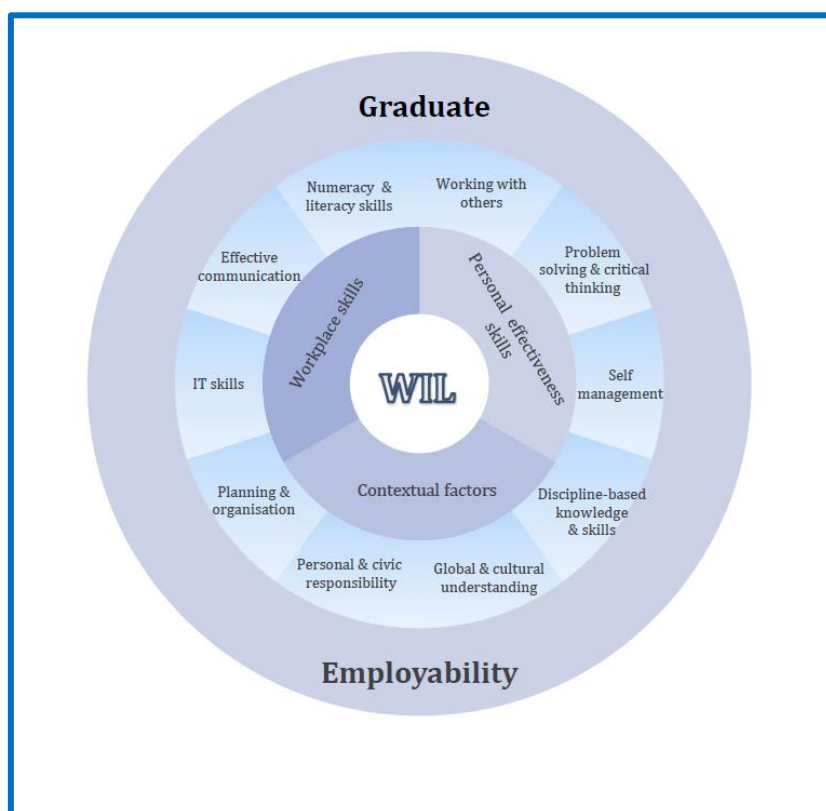 Graduate
Numeracy &
literacy skills
Working with
others
Effective
communication
Problem
solving & critical
thinking
Workplace skills
Personal effectiveness
skills
WIL
IT skills
Self
management
Planning &
organisation
Contextual factors
Discipline-based
knowledge
& skills
Personal & civic
responsibility
Global & cultural
understanding
Employability